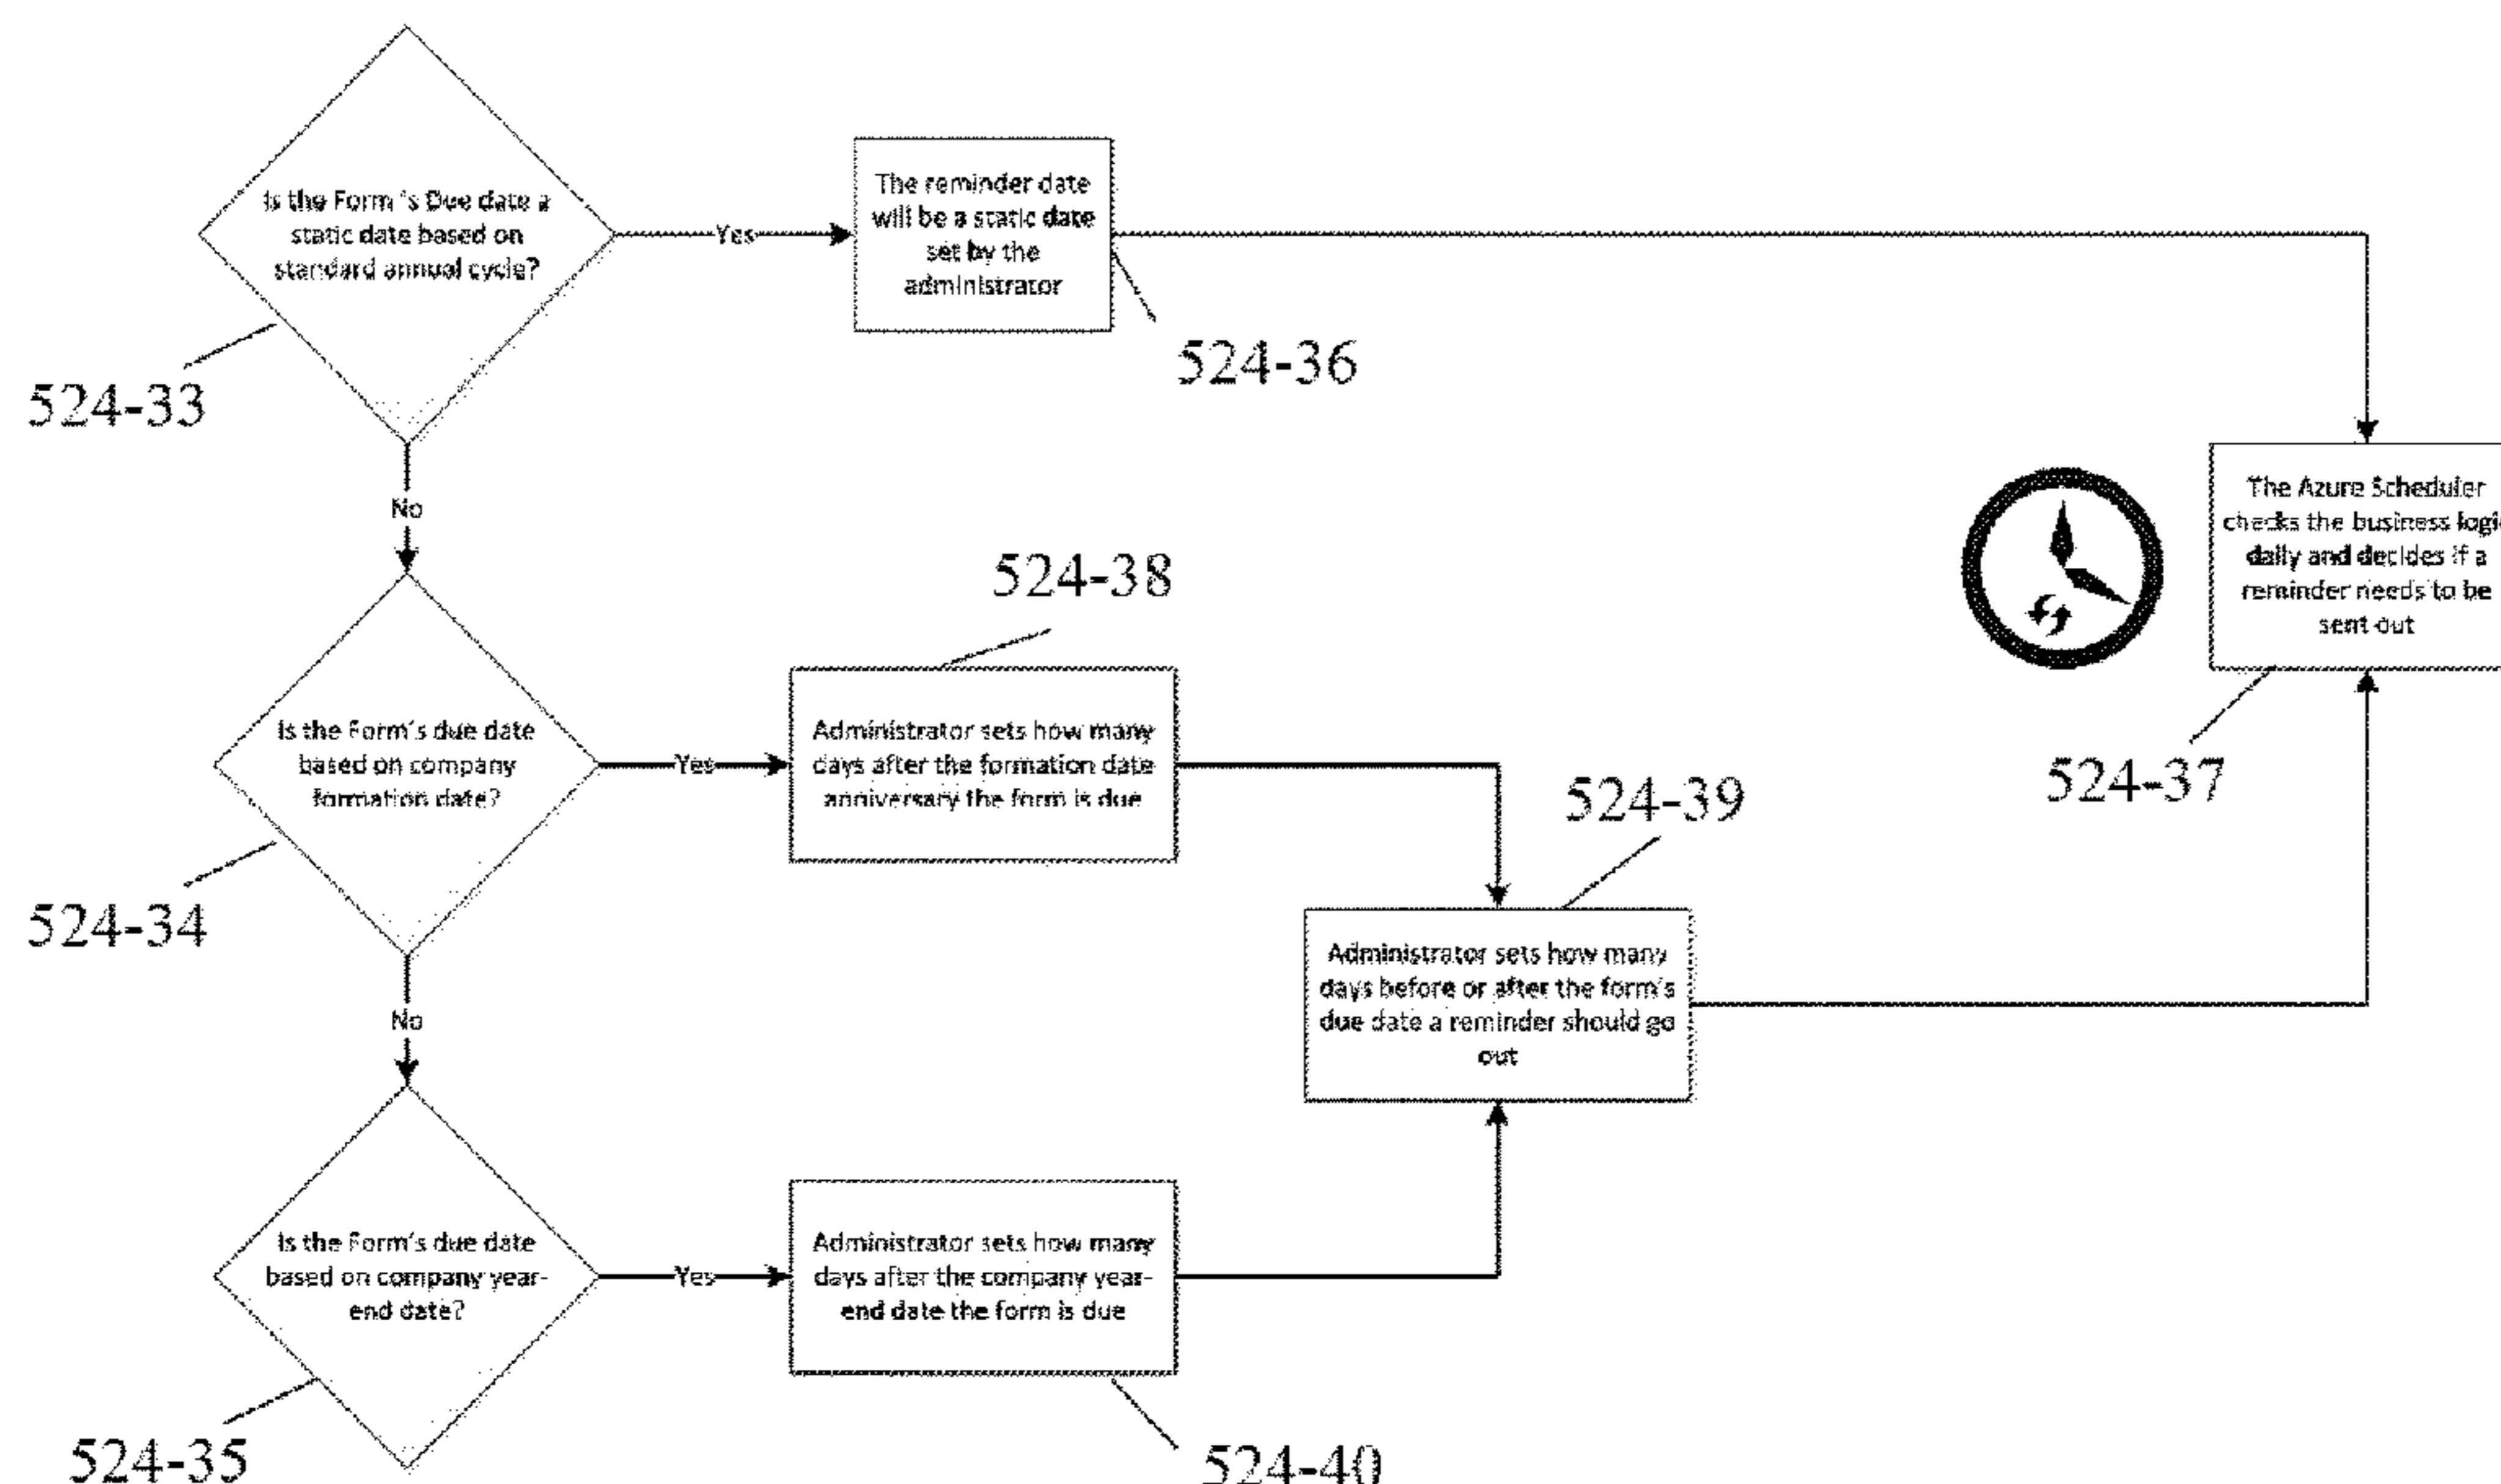 Is the Form 's Due date a
static date based on
standard annual cycle?
Yes
The reminder date
will be a static date
set by the
administrator
524-36
524-33
No
The Azure Scheduler
checks the business logi
daily and decides if a
reminder needs to be
sent out
524-37
524-38
Is the Form's due date
based on company
formation date?
Yes
Administrator sets how many
days after the formation date
anniversary the form is due
524-39
524-34
Administrator sets how many
days before or after the form's
due date a reminder should go
out
No
Is the Form's due date
based on company year-
end date?
Yes
Administrator sets how many
days after the company year-
end date the form is due
524-35
524-40